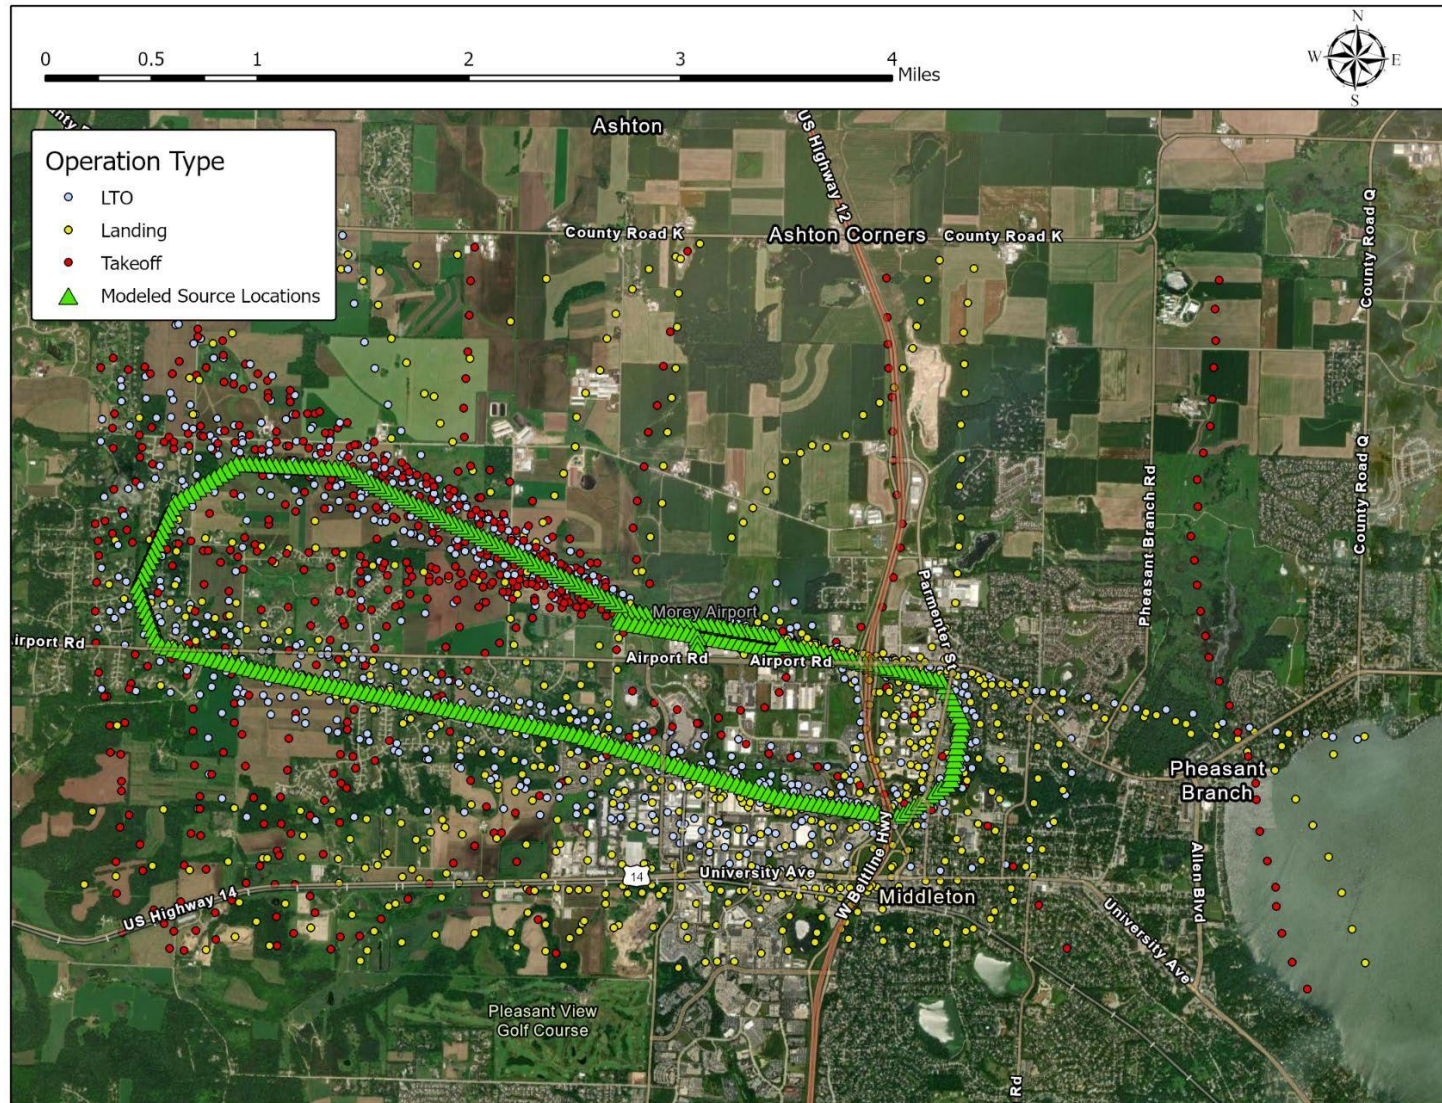 N
W E
S
0 0.5 1 2 3 4
Miles
Operation Type
LTO
Landing
Takeoff
Modeled Source Locations
Ashton
US Highway 12
County Road K
Ashton Corners
County Road K
County Road Q
County Road Q
Pheasant-Branch Rd
Parmenter St
Morey Airport
Airport Rd
Airport Rd
irport Rd
Pheasant
Branch
Allen Blvd
W Beltline Hwy
University Ave
14
US Highway 14
Middleton
University Ave
Pleasant View
Golf Course
Rd